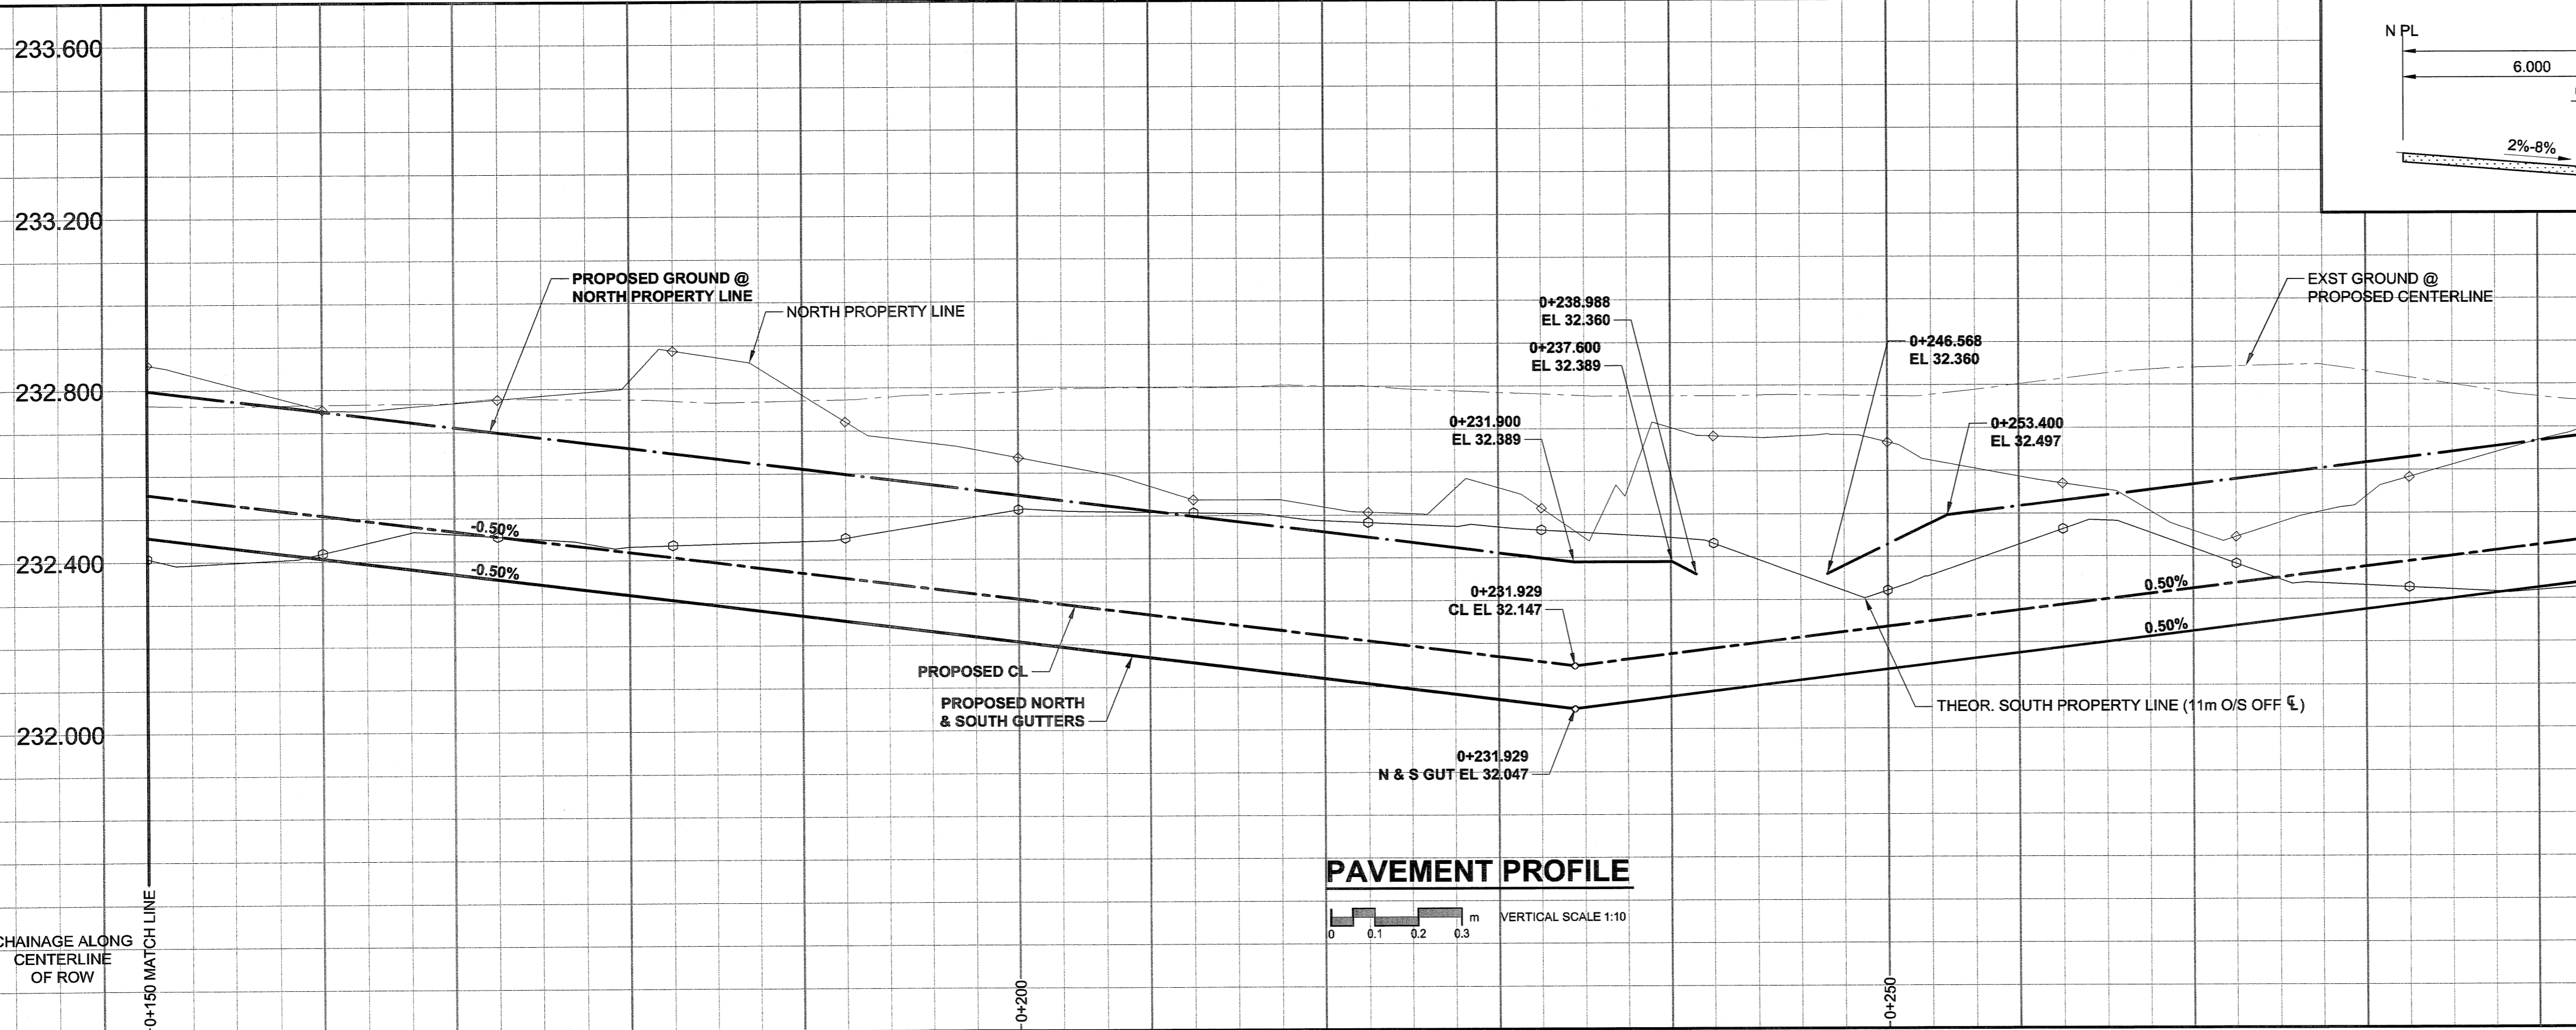 233.600
233.200
232.800
232.400
232.000
N PL
6.000
2%-8%
PROPOSED GROUND @
NORTH PROPERTY LINE
NORTH PROPERTY LINE
0+238.988
EL 32.360
0+237.600
EL 32.389
0+231.900
EL 32.389
0+246.568
EL 32.360
0+253.400
EL 32.497
EXST GROUND @
PROPOSED CENTERLINE
-0.50%
-0.50%
0+231.929
CL EL 32.147
0.50%
0.50%
PROPOSED CL
PROPOSED NORTH
& SOUTH GUTTERS
THEOR. SOUTH PROPERTY LINE (11m O/S OFF ℄)
0+231.929
N & S GUT EL 32.047
PAVEMENT PROFILE
0 0.1 0.2 0.3 m VERTICAL SCALE 1:10
CHAINAGE ALONG
CENTERLINE
OF ROW
0+150 MATCH LINE
0+200
0+250